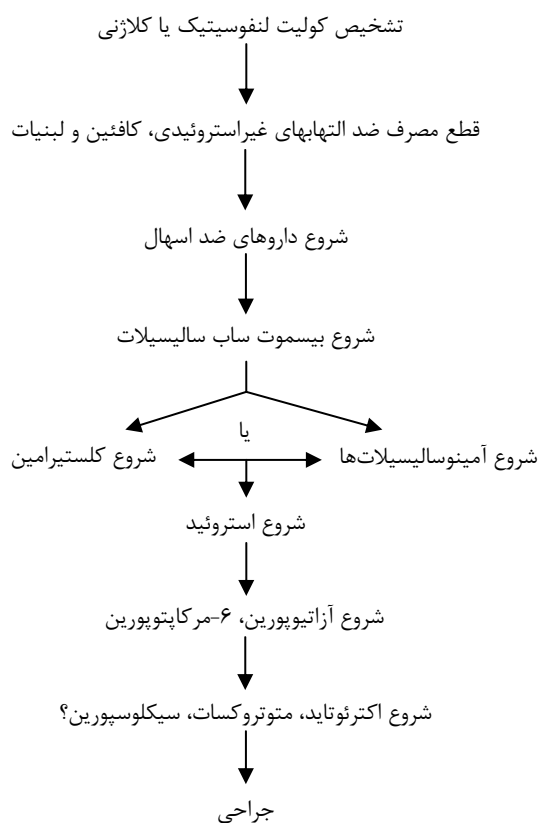 تشخیص کولیت لنفوسیتیک یا کلاژنی
قطع مصرف ضد التهابهای غیراستروئیدی، کافئین و لبنیات
شروع داروهای ضد اسهال
شروع بیسموت ساب سالیسیلات
یا
شروع آمینوسالیسیلات‌ها
شروع کلستیرامین
شروع استروئید
شروع آزاتیوپورین، ۶-مرکاپتوپورین
شروع اکترئوتاید، متوتروکسات، سیکلوسپورین؟
جراحی